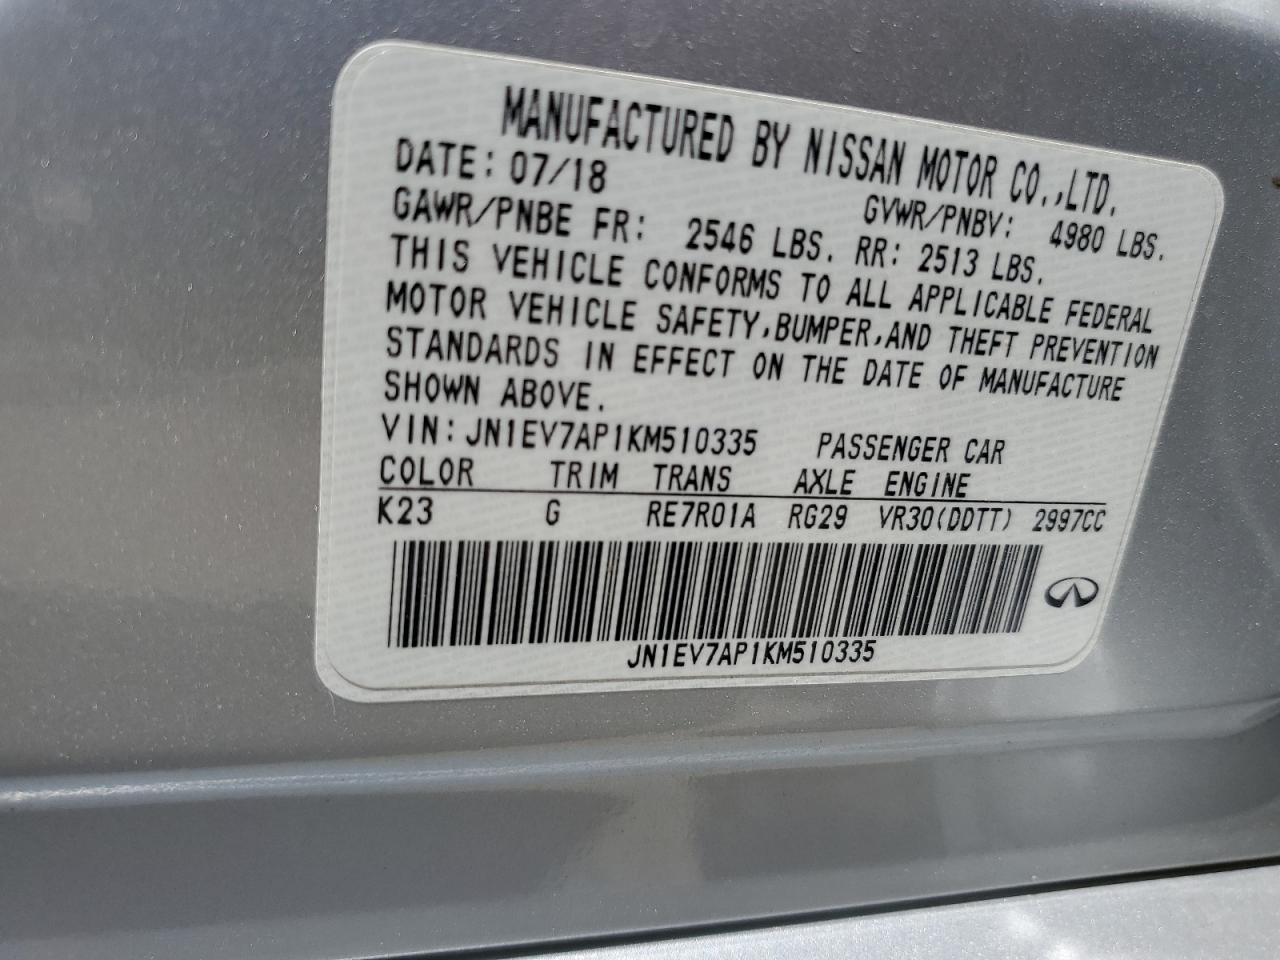 MANUFACTURED BY NISSAN MOTOR CO.,LTD.
DATE: 07/18 GVWR/PNBV: 4980 LBS.
GAWR/PNBE FR: 2546 LBS. RR: 2513 LBS.
THIS VEHICLE CONFORMS TO ALL APPLICABLE FEDERAL
MOTOR VEHICLE SAFETY,BUMPER,AND THEFT PREVENTION
STANDARDS IN EFFECT ON THE DATE OF MANUFACTURE
SHOWN ABOVE.
VIN: JN1EV7AP1KM510335 PASSENGER CAR
COLOR TRIM TRANS AXLE ENGINE
K23 G RE7R01A RG29 VR30(DDTT) 2997CC
JN1EV7AP1KM510335